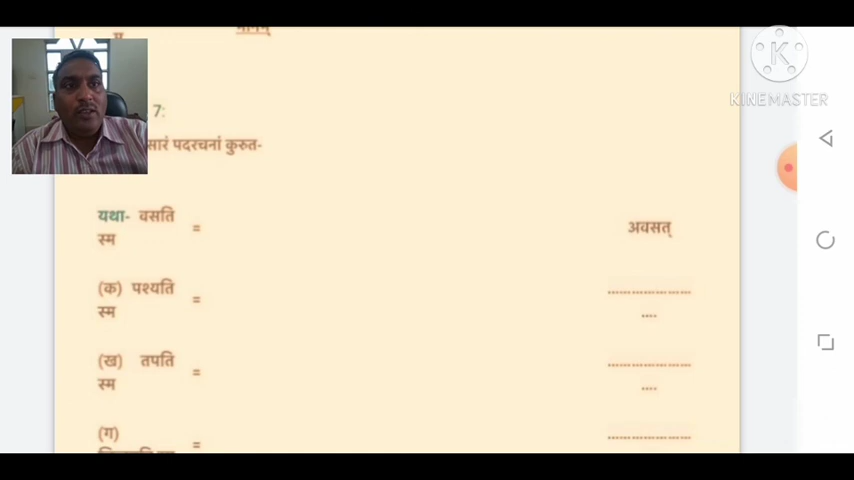 KINEMASTER
7:
सारं पदरचनां कुरुत-
यथा- वसति
स्म
=
अवसत्
(क) पश्यति
स्म
=
.....................
....
(ख) तपति
स्म
=
.....................
....
(ग)
=
.....................